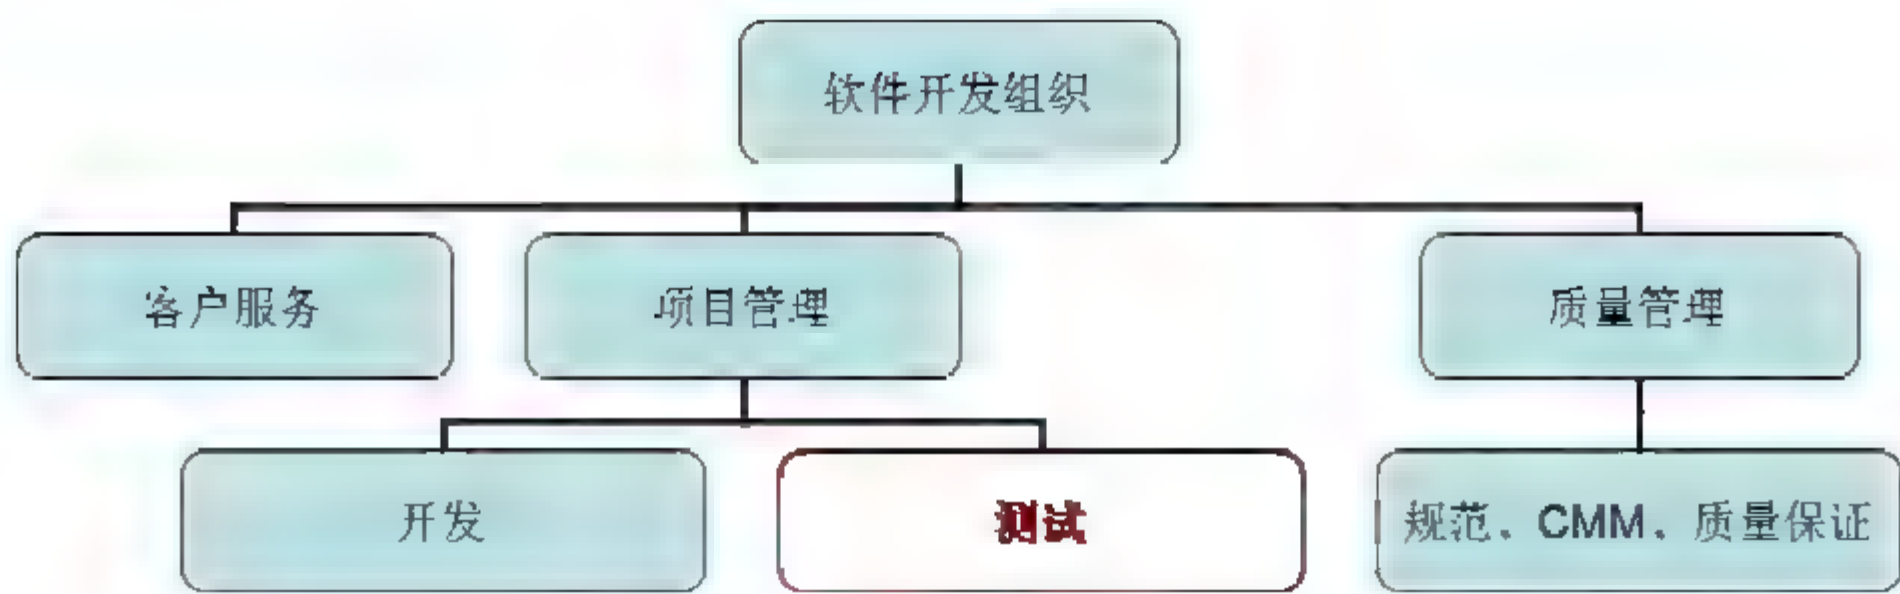 软件开发组织
客户服务
项目管理
质量管理
开发
测试
规范、CMM、质量保证